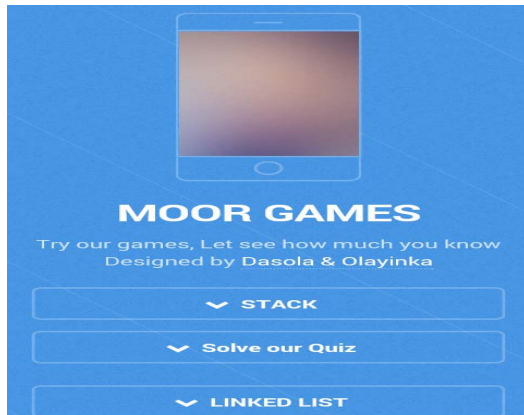 MOOR GAMES
Try our games, Let see how much you know
Designed by Dasola & Olayinka
STACK
Solve our Quiz
LINKED LIST